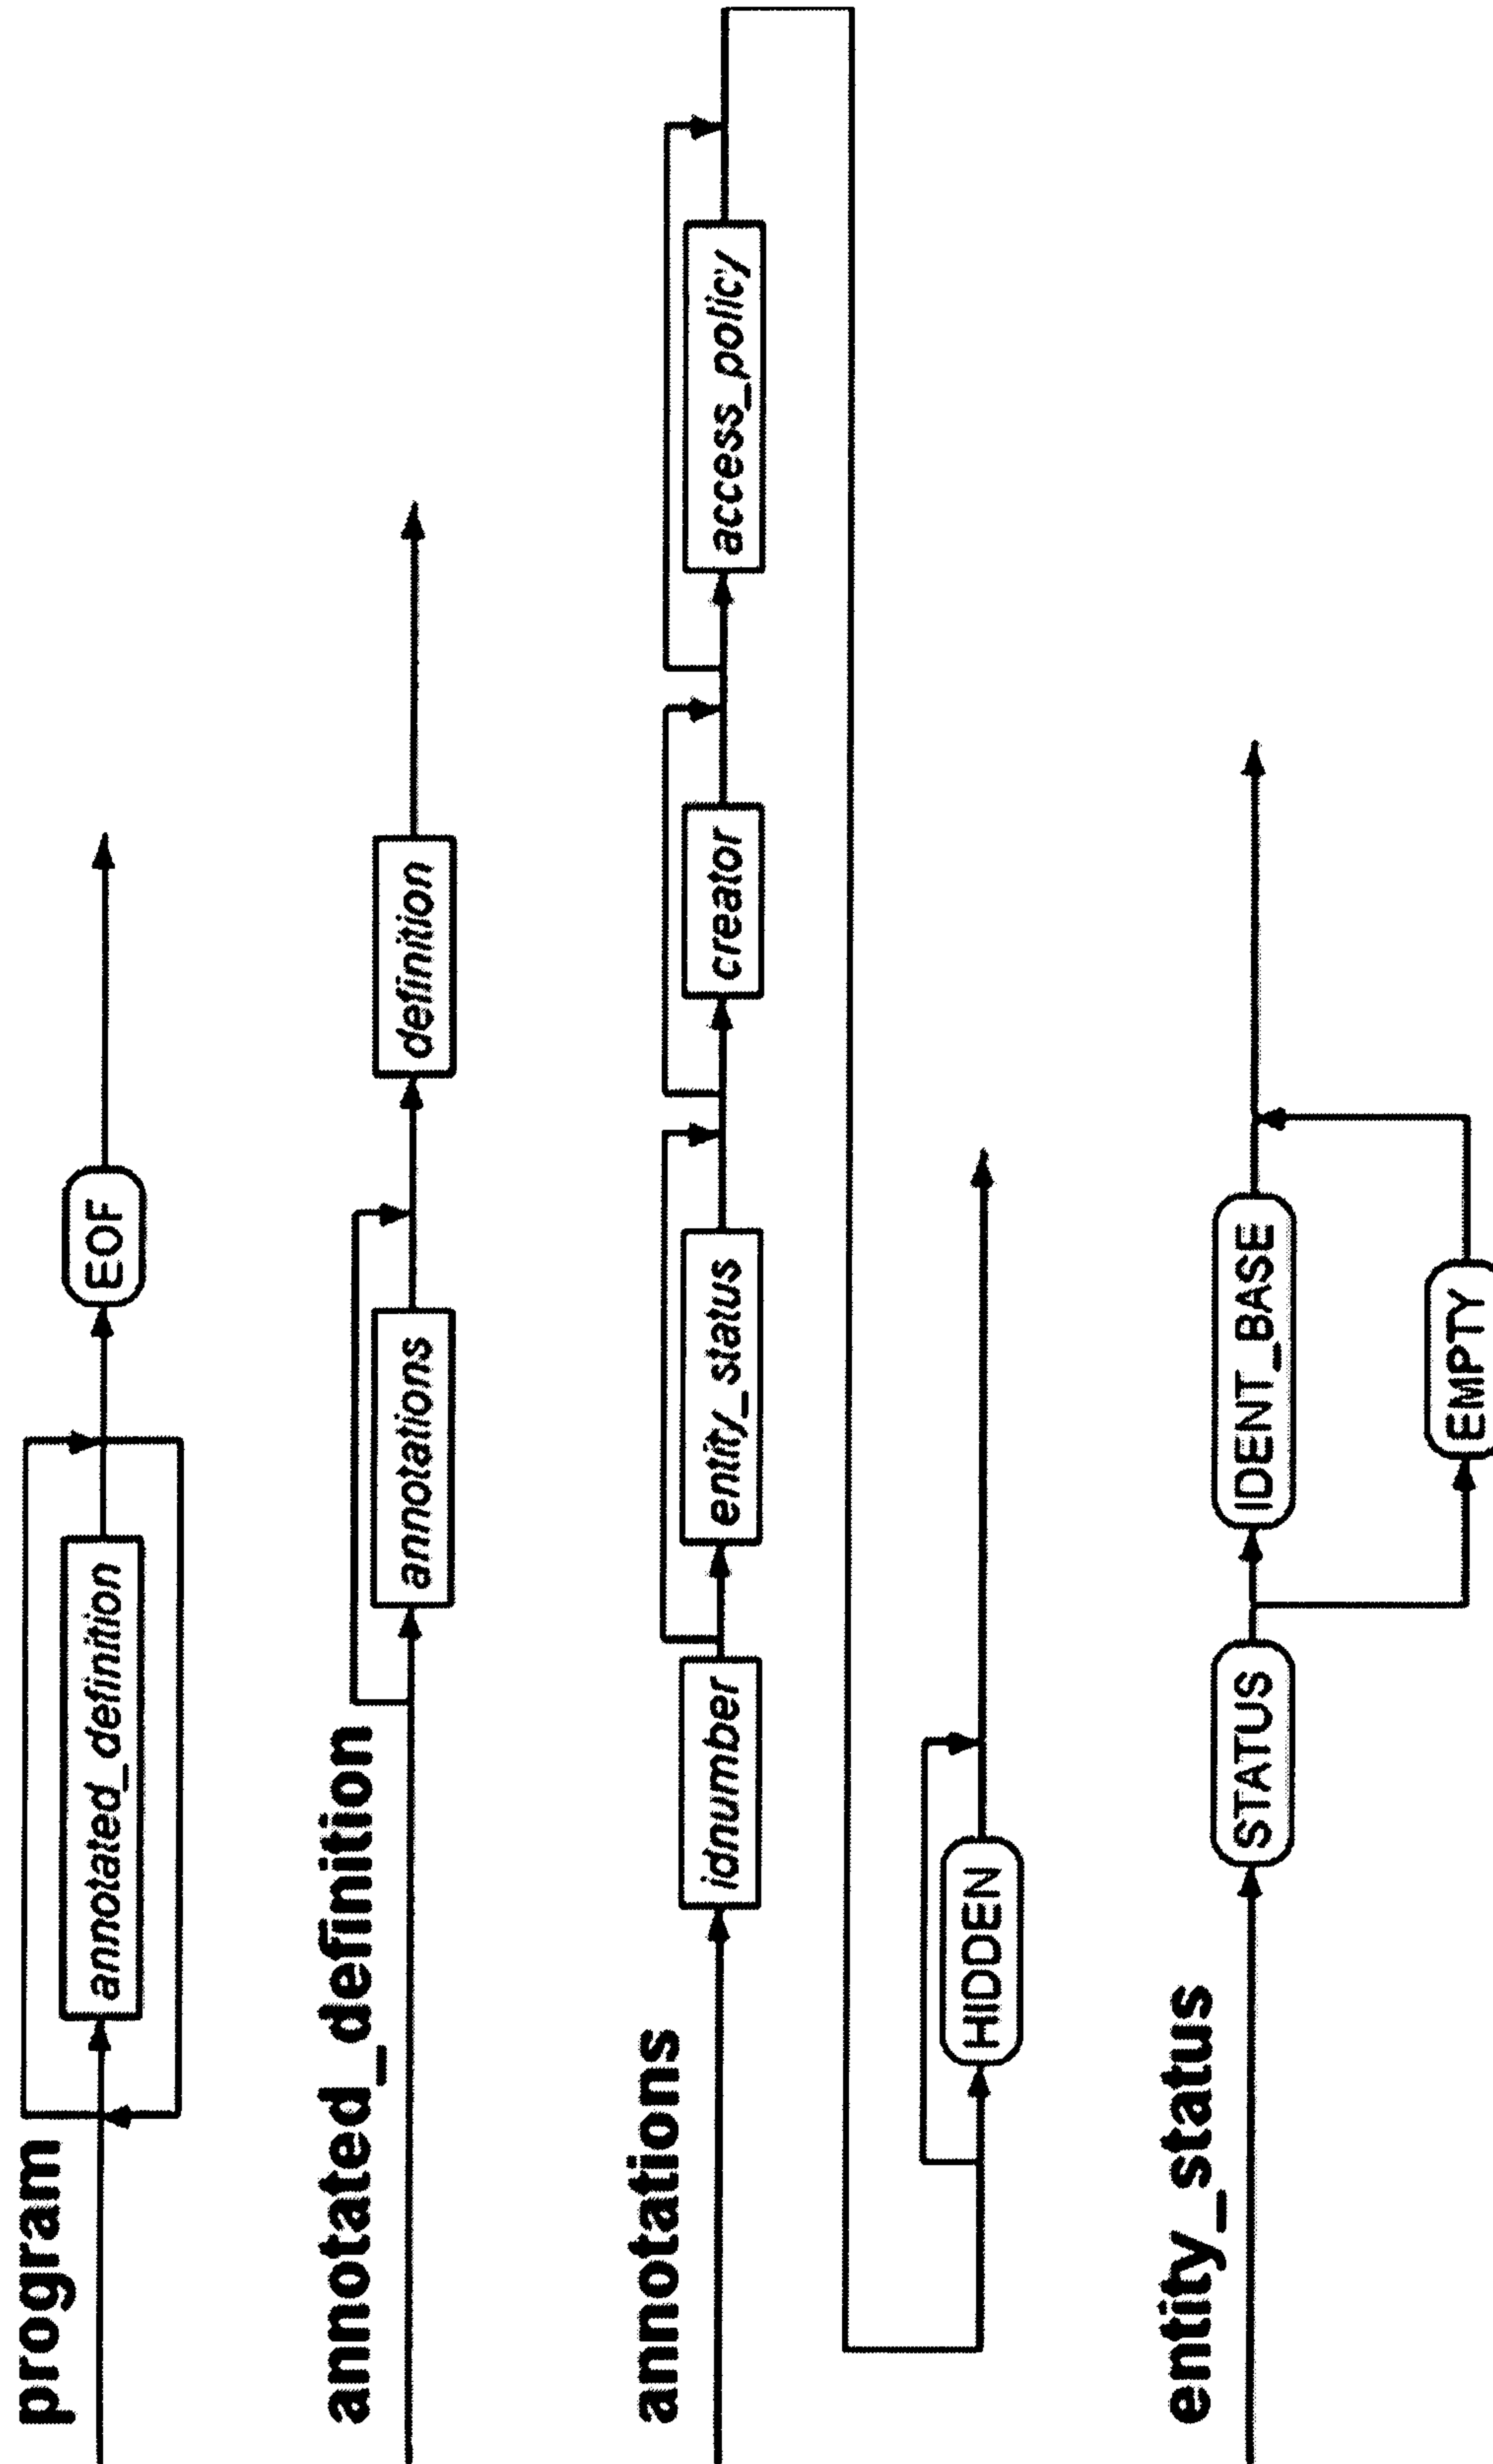 program
annotated_definition
EOF
annotated_definition
annotations
definition
annotations
idnumber
entity_status
creator
access_policy
HIDDEN
entity_status
STATUS
IDENT_BASE
EMPTY